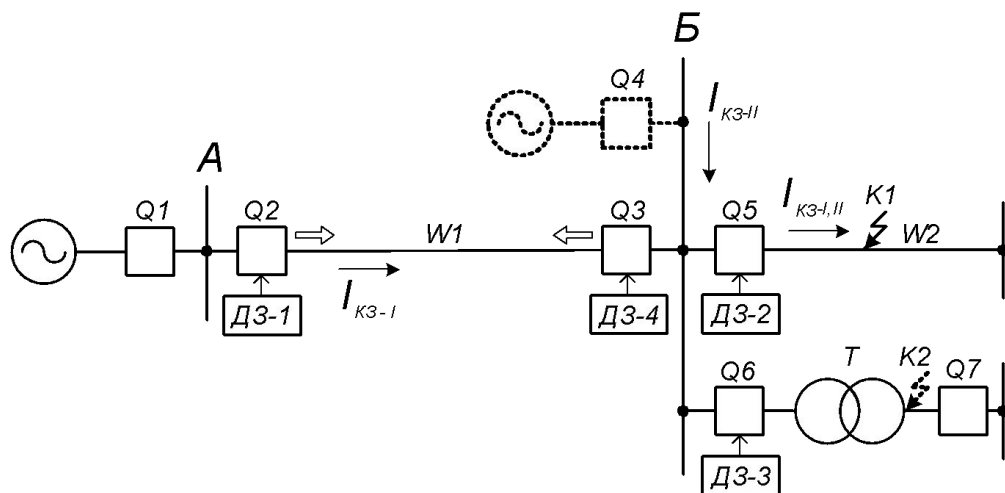 Б
Q4
I КЗ-II
А
Q1
Q2
W1
Q3
Q5
I КЗ-I,II
K1
W2
I КЗ-I
ДЗ-1
ДЗ-4
ДЗ-2
Q6
T
K2
Q7
ДЗ-3